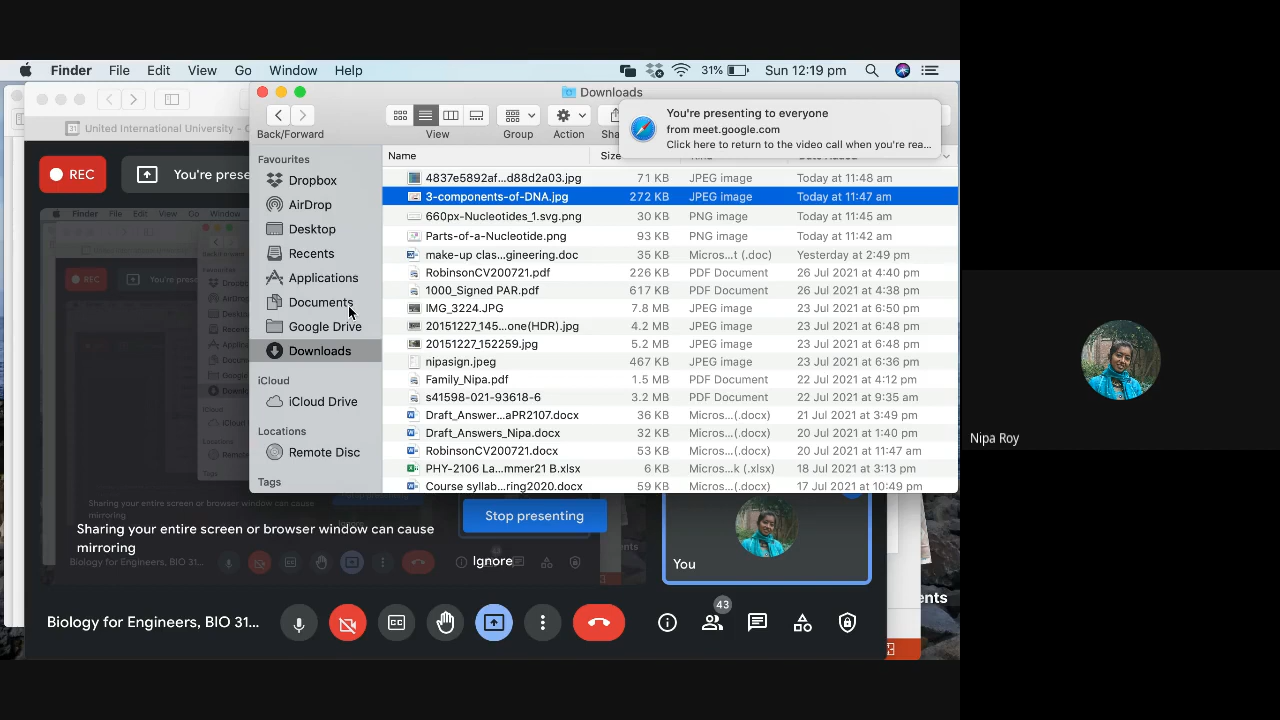 Finder File Edit View Go Window Help 31% Sun 12:19 pm
Downloads
Back/Forward View Group Action
You're presenting to everyone
from meet.google.com
Click here to return to the video call when you're rea...
United International University -
REC
You're prese
Favourites
Dropbox
AirDrop
Desktop
Recents
Applications
Documents
Google Drive
Downloads
iCloud
iCloud Drive
Locations
Remote Disc
Tags
Name Size
4837e5892af...d88d2a03.jpg 71 KB JPEG image Today at 11:48 am
3-components-of-DNA.jpg 272 KB JPEG image Today at 11:47 am
660px-Nucleotides_1.svg.png 30 KB PNG image Today at 11:45 am
Parts-of-a-Nucleotide.png 93 KB PNG image Today at 11:42 am
make-up clas...gineering.doc 35 KB Micros...t (.doc) Yesterday at 2:49 pm
RobinsonCV200721.pdf 226 KB PDF Document 26 Jul 2021 at 4:40 pm
1000_Signed PAR.pdf 617 KB PDF Document 26 Jul 2021 at 4:38 pm
IMG_3224.JPG 7.8 MB JPEG image 23 Jul 2021 at 6:50 pm
20151227_145...one(HDR).jpg 4.2 MB JPEG image 23 Jul 2021 at 6:48 pm
20151227_152259.jpg 5.2 MB JPEG image 23 Jul 2021 at 6:48 pm
nipasign.jpeg 467 KB JPEG image 23 Jul 2021 at 6:36 pm
Family_Nipa.pdf 1.5 MB PDF Document 22 Jul 2021 at 4:12 pm
s41598-021-93618-6 3.2 MB PDF Document 22 Jul 2021 at 9:35 am
Draft_Answer...aPR2107.docx 36 KB Micros...(.docx) 21 Jul 2021 at 3:49 pm
Draft_Answers_Nipa.docx 32 KB Micros...(.docx) 20 Jul 2021 at 1:40 pm
RobinsonCV200721.docx 53 KB Micros...(.docx) 20 Jul 2021 at 11:47 am
PHY-2106 La...mmer21 B.xlsx 6 KB Micros...k (.xlsx) 18 Jul 2021 at 3:13 pm
Course syllab...ring2020.docx 59 KB Micros...(.docx) 17 Jul 2021 at 10:49 pm
Sharing your entire screen or browser window can cause
mirroring
Stop presenting
Ignore
You
Biology for Engineers, BIO 31...
43
Nipa Roy